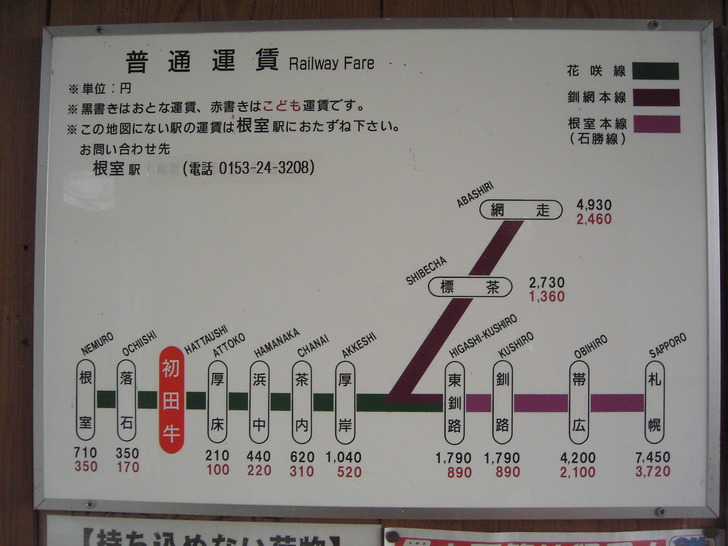 普通運賃 Railway Fare
※単位：円
※黒書きはおとな運賃、赤書きはこども運賃です。
※この地図にない駅の運賃は根室駅におたずね下さい。
お問い合わせ先
根室駅 (電話 0153-24-3208)
花咲線
釧網本線
根室本線
(石勝線)
ABASHIRI
網走
4,930
2,460
SHIBECHA
標茶
2,730
1,360
NEMURO
根室
710
350
OCHIISHI
落石
350
170
HATTAUSHI
初田牛
ATTOKO
厚床
210
100
HAMANAKA
浜中
440
220
CHANAI
茶内
620
310
AKKESHI
厚岸
1,040
520
HIGASHI-KUSHIRO
東釧路
1,790
890
KUSHIRO
釧路
1,790
890
OBIHIRO
帯広
4,200
2,100
SAPPORO
札幌
7,450
3,720
【持ち込めない荷物】